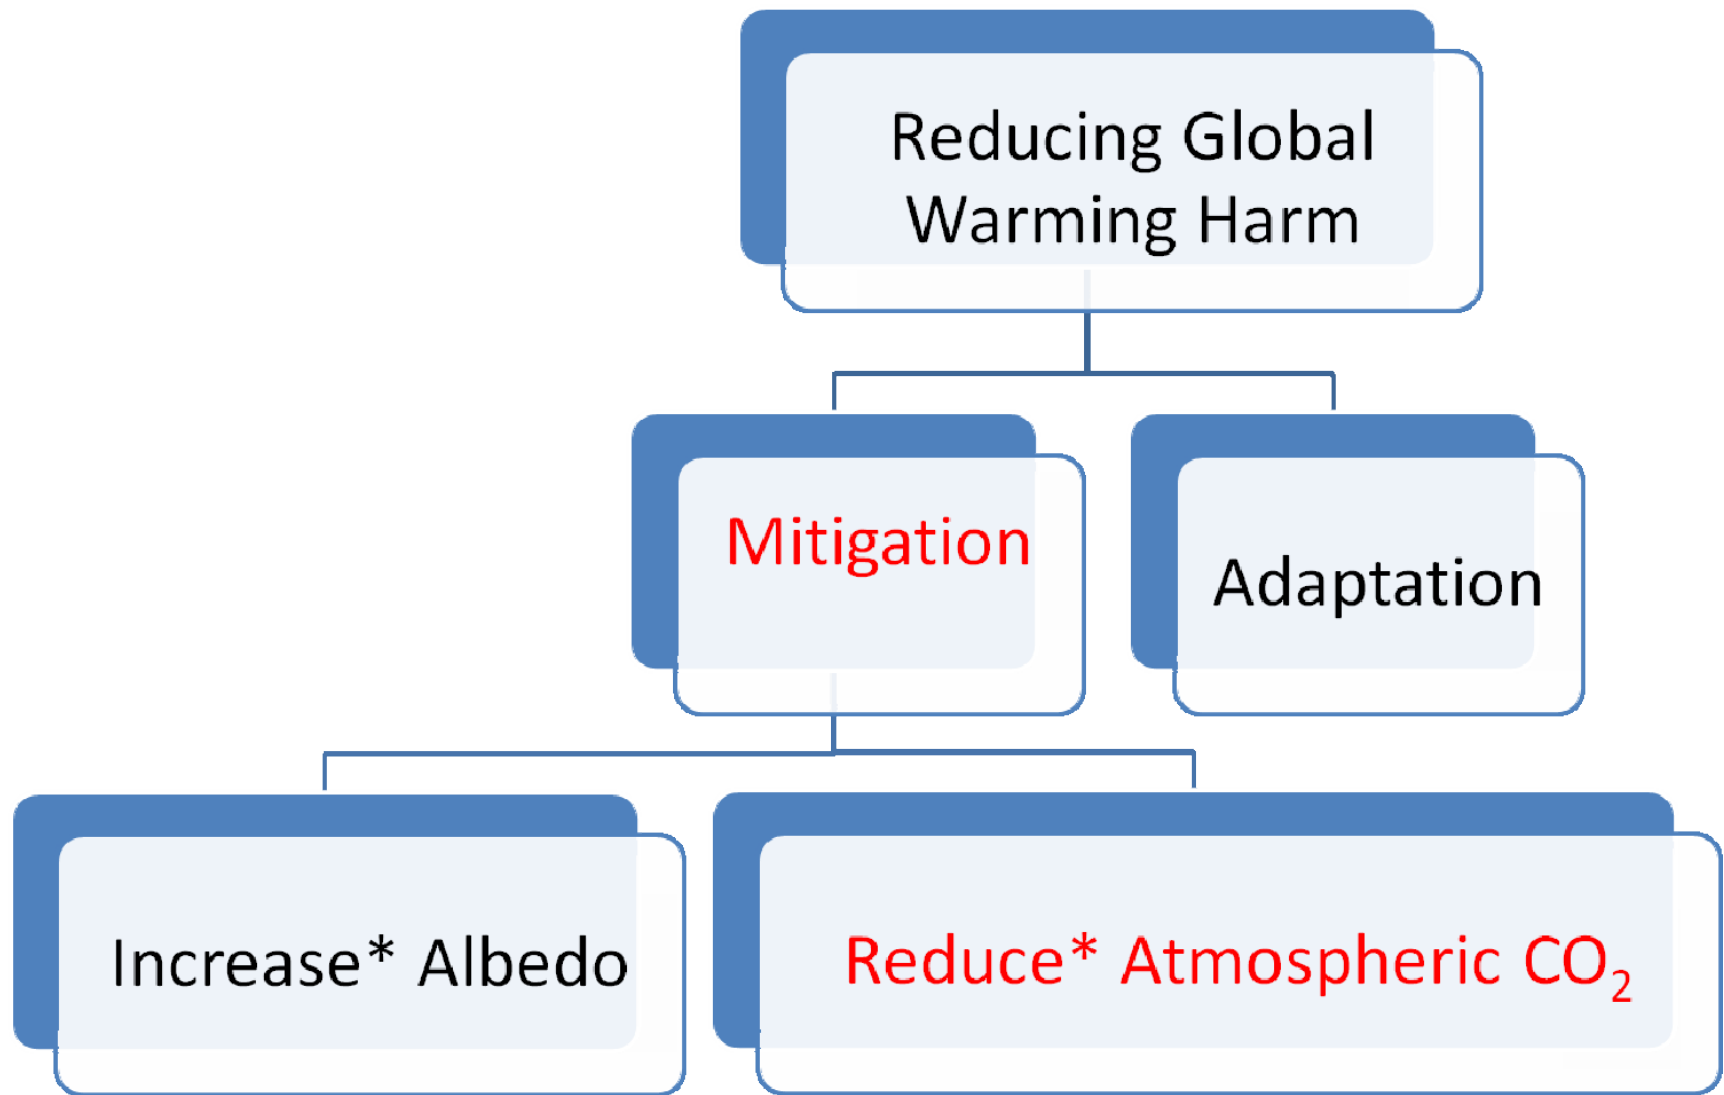 Reducing Global
Warming Harm
Mitigation
Adaptation
Increase* Albedo
Reduce* Atmospheric CO₂